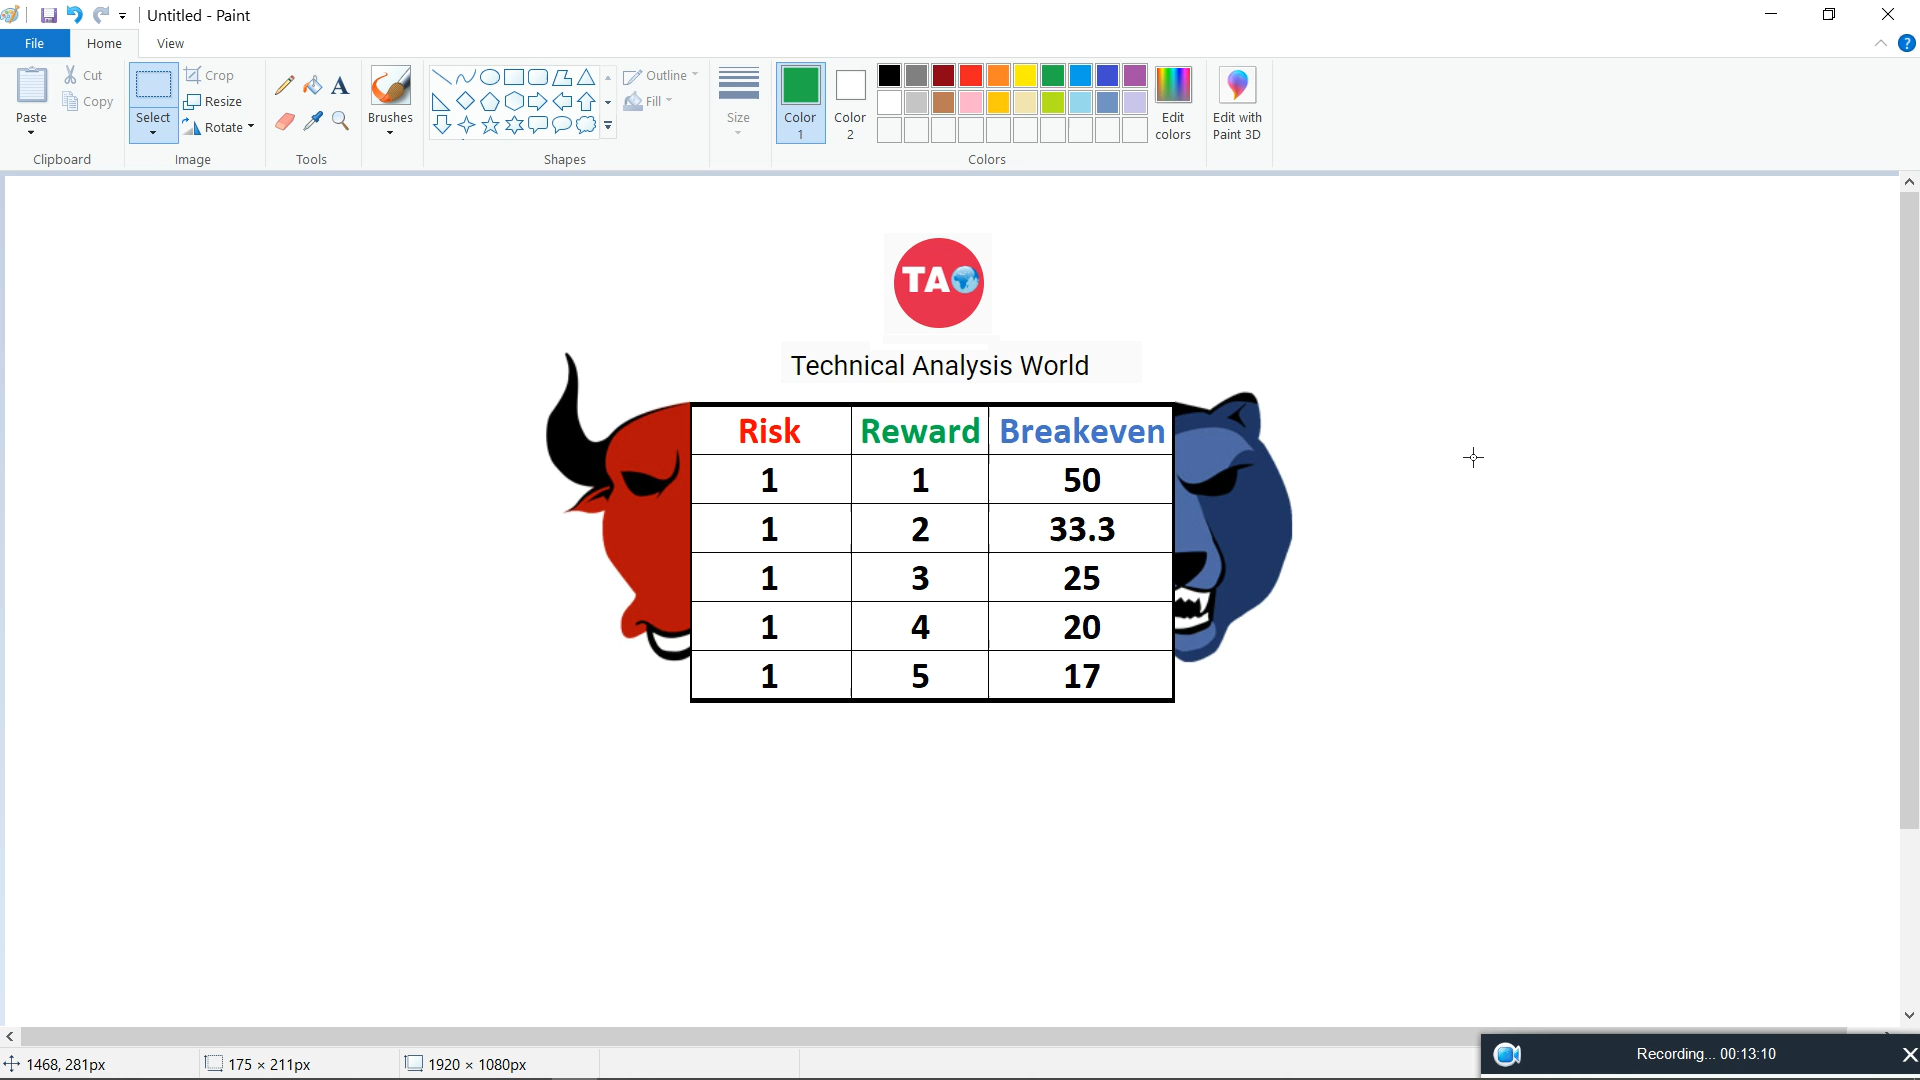 Untitled - Paint
File Home View
Paste
Cut
Copy
Clipboard
Select
Crop
Resize
Rotate
Image
A
Tools
Brushes
Outline
Fill
Shapes
Size
Color 1
Color 2
Edit colors
Colors
Edit with Paint 3D
?
TA
Technical Analysis World
Risk Reward Breakeven
1 1 50
1 2 33.3
1 3 25
1 4 20
1 5 17
1468, 281px 175 × 211px 1920 × 1080px
Recording... 00:13:10